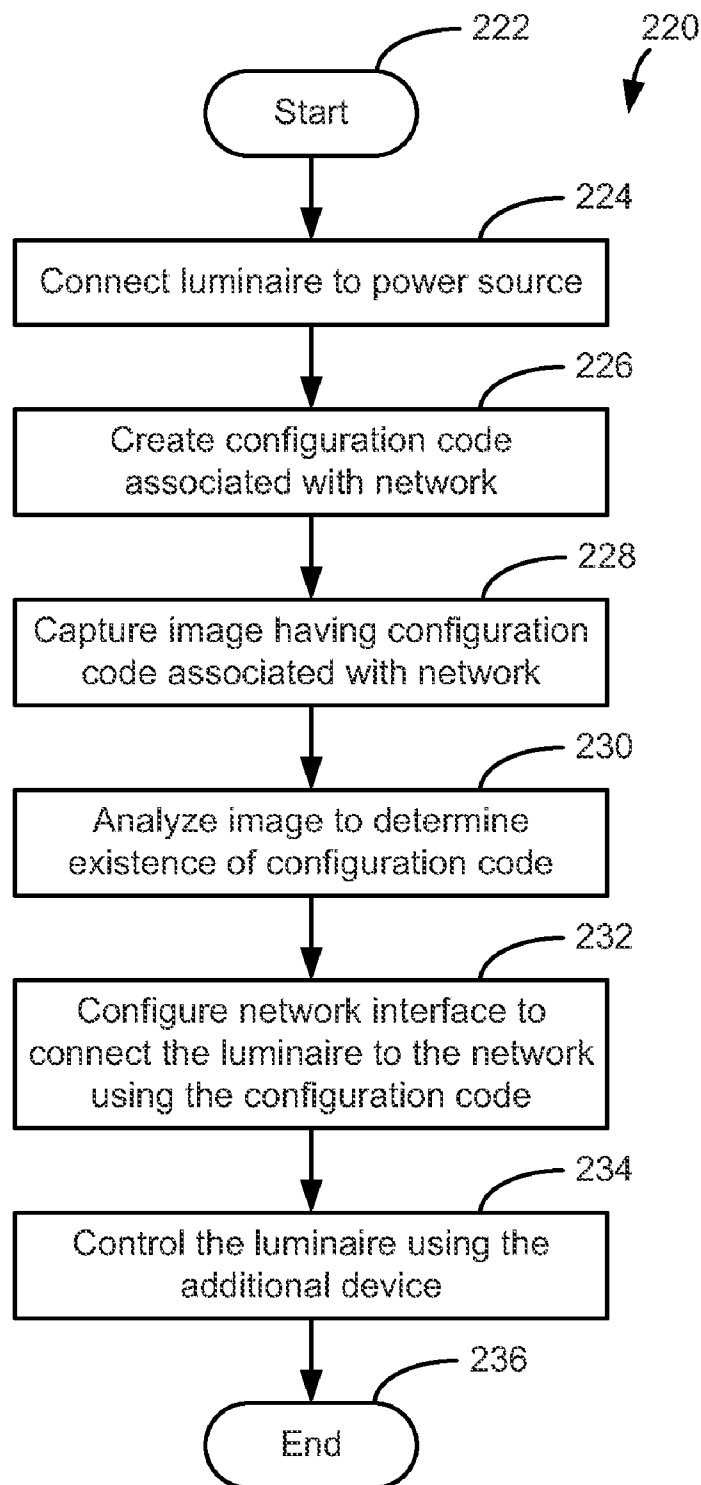 222
220
Start
224
Connect luminaire to power source
226
Create configuration code
associated with network
228
Capture image having configuration
code associated with network
230
Analyze image to determine
existence of configuration code
232
Configure network interface to
connect the luminaire to the network
using the configuration code
234
Control the luminaire using the
additional device
236
End